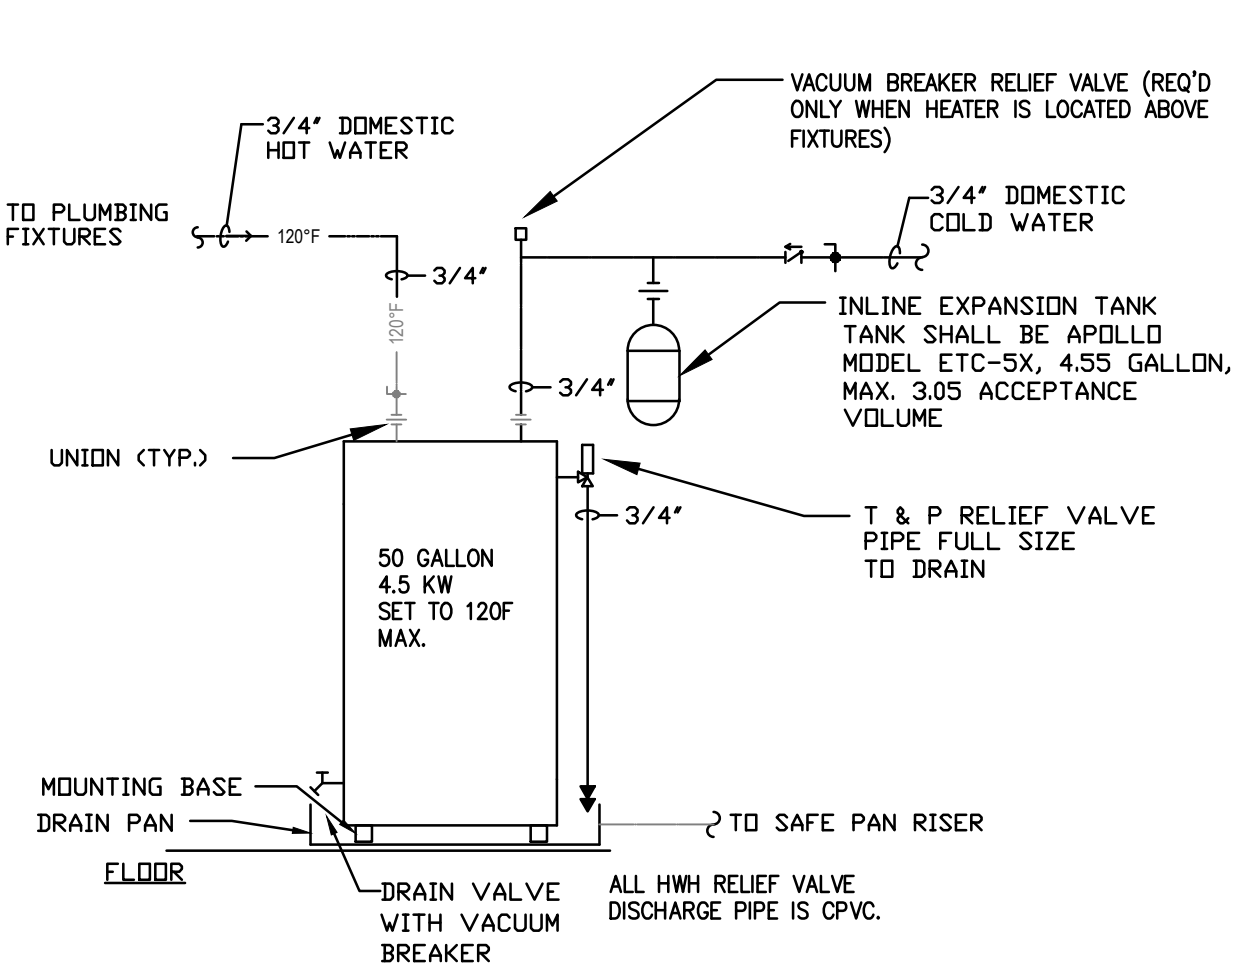 VACUUM BREAKER RELIEF VALVE (REQ'D
ONLY WHEN HEATER IS LOCATED ABOVE
FIXTURES)
3/4" DOMESTIC
HOT WATER
3/4" DOMESTIC
COLD WATER
TO PLUMBING
FIXTURES
120°F
3/4"
120°F
INLINE EXPANSION TANK
TANK SHALL BE APOLLO
MODEL ETC-5X, 4.55 GALLON,
MAX. 3.05 ACCEPTANCE
VOLUME
3/4"
UNION (TYP.)
3/4"
T & P RELIEF VALVE
PIPE FULL SIZE
TO DRAIN
50 GALLON
4.5 KW
SET TO 120F
MAX.
MOUNTING BASE
DRAIN PAN
TO SAFE PAN RISER
FLOOR
DRAIN VALVE
WITH VACUUM
BREAKER
ALL HWH RELIEF VALVE
DISCHARGE PIPE IS CPVC.